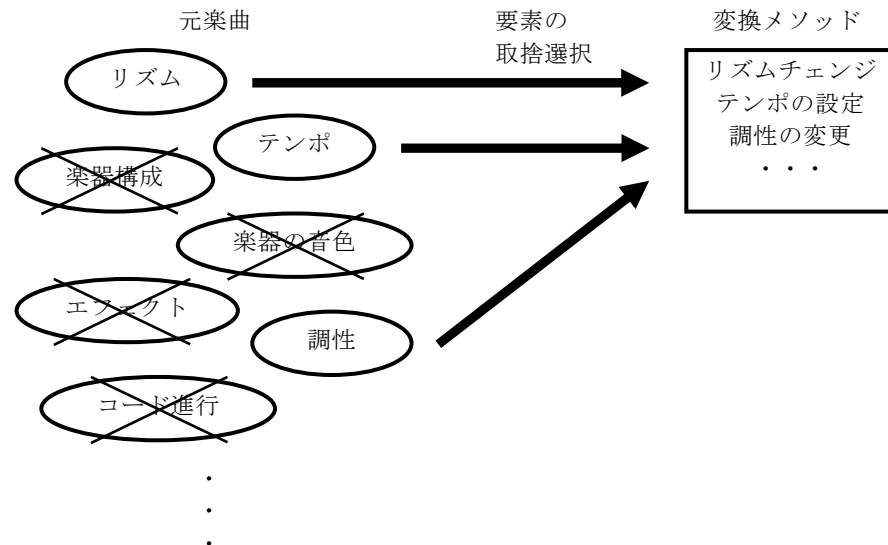 元楽曲
要素の
取捨選択
変換メソッド
リズム
テンポ
楽器構成
楽器の音色
エフェクト
調性
コード進行
・
・
・
リズムチェンジ
テンポの設定
調性の変更
・・・